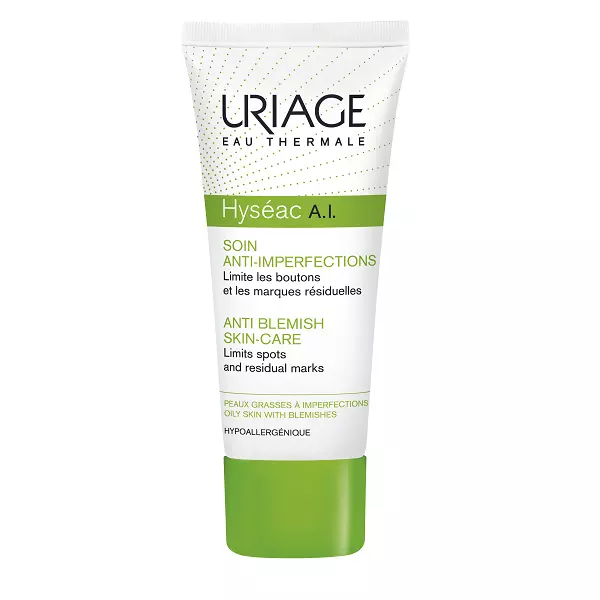 URIAGE
EAU THERMALE
Hyséac A.I.
SOIN
ANTI-IMPERFECTIONS
Limite les boutons
et les marques résiduelles
ANTI BLEMISH
SKIN-CARE
Limits spots
and residual marks
PEAUX GRASSES À IMPERFECTIONS
OILY SKIN WITH BLEMISHES
HYPOALLERGÉNIQUE